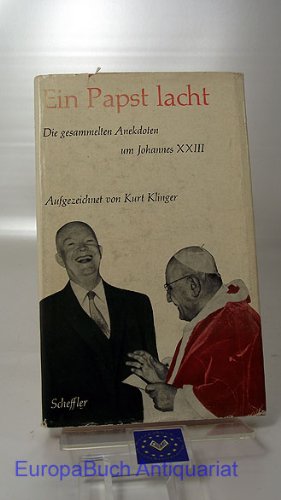 Ein Papst lacht
Die gesammelten Anekdoten
um Johannes XXIII
Aufgezeichnet von Kurt Klinger
Scheffler
EuropaBuch Antiquariat